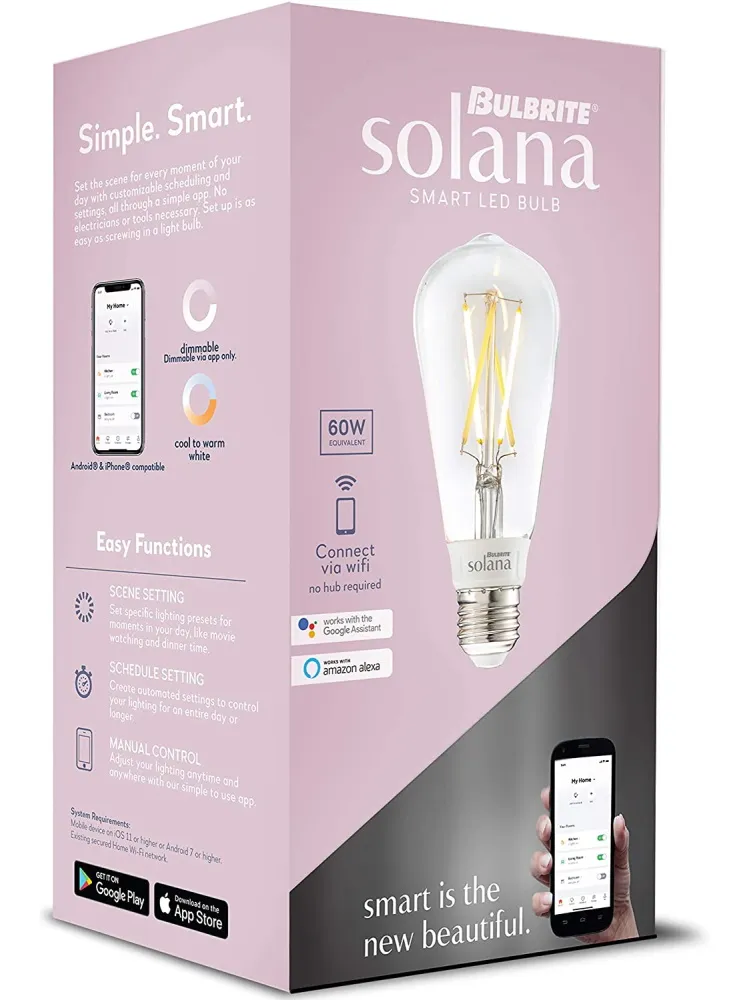 Simple. Smart.
Set the scene for every moment of your
day with customizable scheduling and
settings, all through a simple app. No
electricians or tools necessary. Set up is as
easy as screwing in a light bulb.
My Home
dimmable
Dimmable via app only.
cool to warm
white
Android® & iPhone® compatible
Easy Functions
SCENE SETTING
Set specific lighting presets for
moments in your day, like movie
watching and dinner time.
SCHEDULE SETTING
Create automated settings to control
your lighting for an entire day or
longer.
MANUAL CONTROL
Adjust your lighting anytime and
anywhere with our simple to use app.
System Requirements:
Mobile device on iOS 11 or higher or Android 7 or higher.
Existing secured Home Wi-Fi network.
GET IT ON
Google Play
Download on the
App Store
BULBRITE®
solana
SMART LED BULB
60W
EQUIVALENT
Connect
via wifi
no hub required
works with the
Google Assistant
WORKS WITH
amazon alexa
BULBRITE
solana
My Home
Kitchen
Living Room
smart is the
new beautiful.